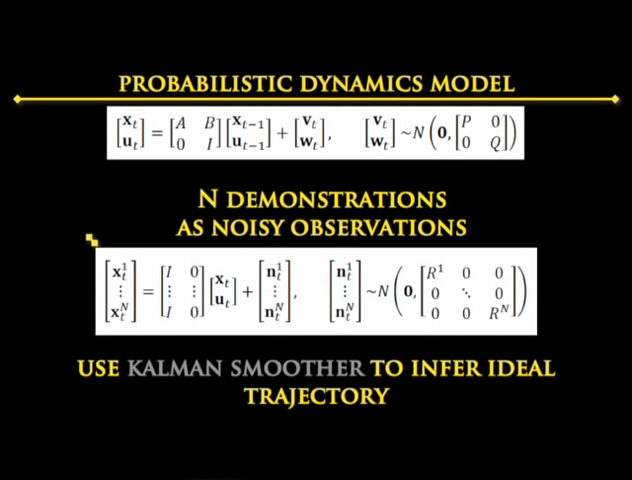 PROBABILISTIC DYNAMICS MODEL
[x_t; u_t] = [A B; 0 I] [x_{t−1}; u_{t−1}] + [v_t; w_t], [v_t; w_t] ~N (0, [P 0; 0 Q])
N DEMONSTRATIONS
AS NOISY OBSERVATIONS
[x_t^1; ⋮; x_t^N] = [I 0; ⋮ ⋮; I 0] [x_t; u_t] + [n_t^1; ⋮; n_t^N], [n_t^1; ⋮; n_t^N] ~N (0, [R^1 0 0; 0 ⋱ 0; 0 0 R^N])
USE KALMAN SMOOTHER TO INFER IDEAL
TRAJECTORY